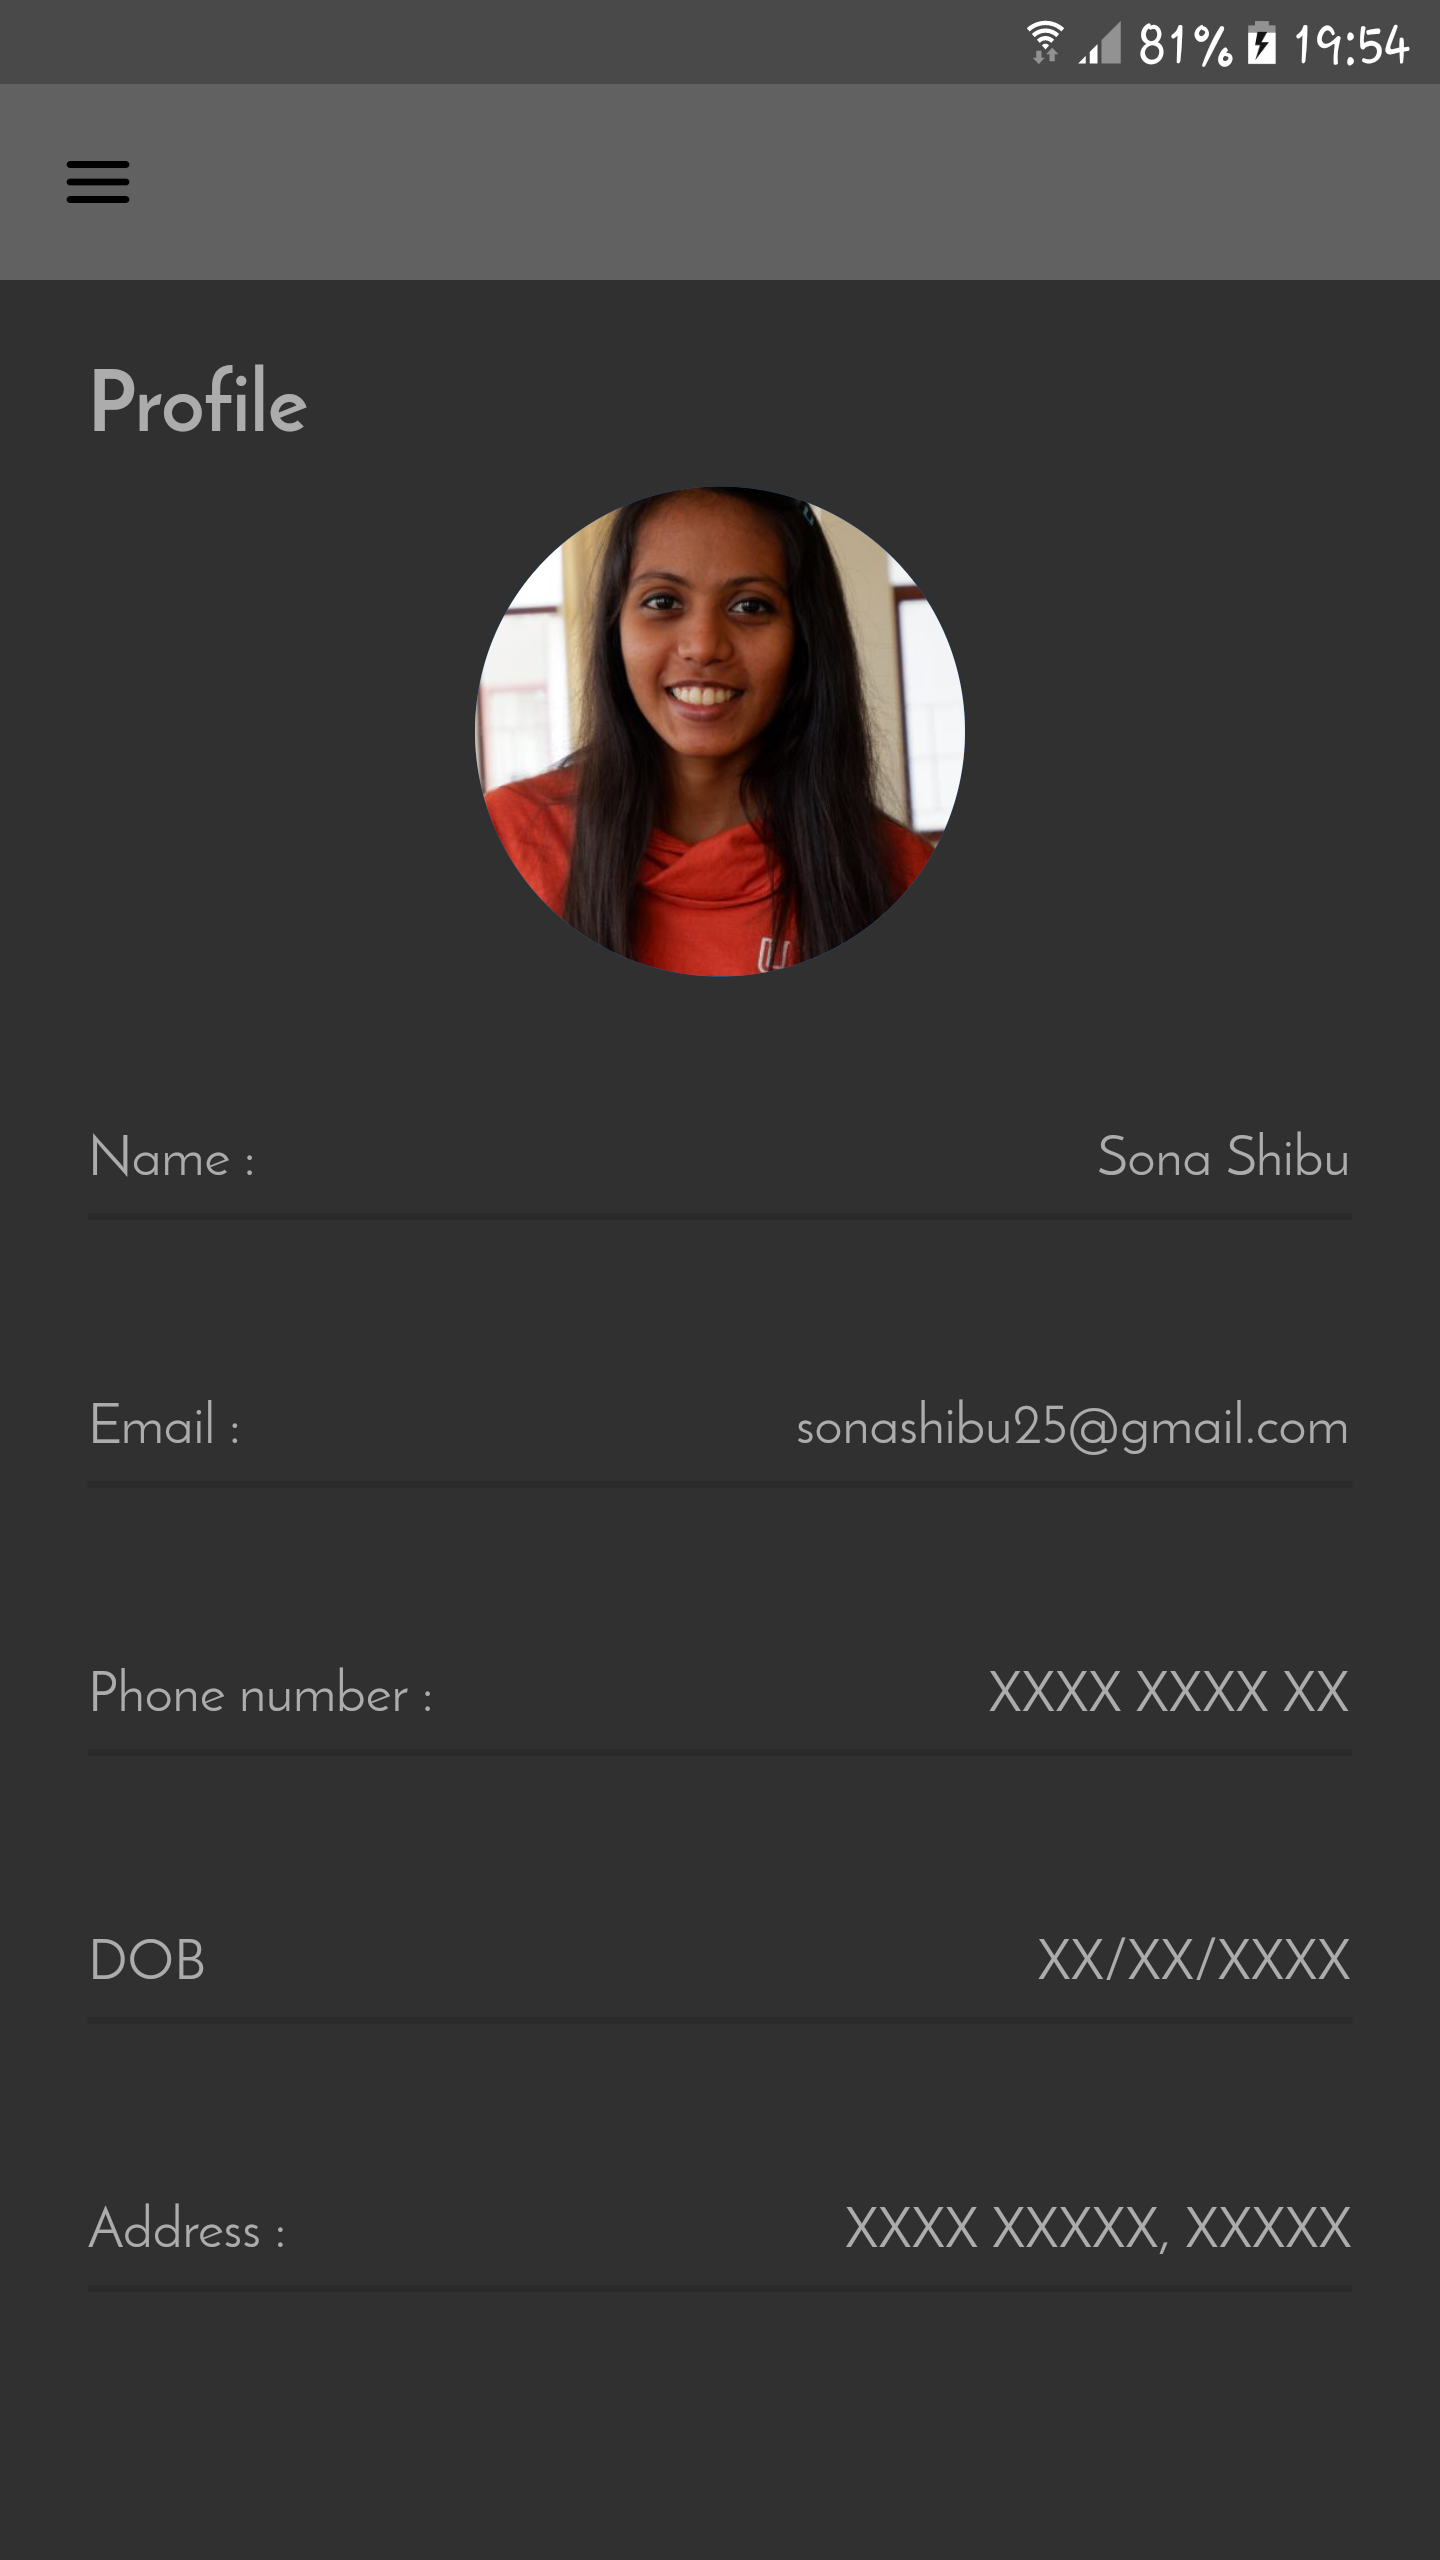 81% 19:54
Profile
U
Name : Sona Shibu
Email : sonashibu25@gmail.com
Phone number : XXXX XXXX XX
DOB XX/XX/XXXX
Address : XXXX XXXXX, XXXXX